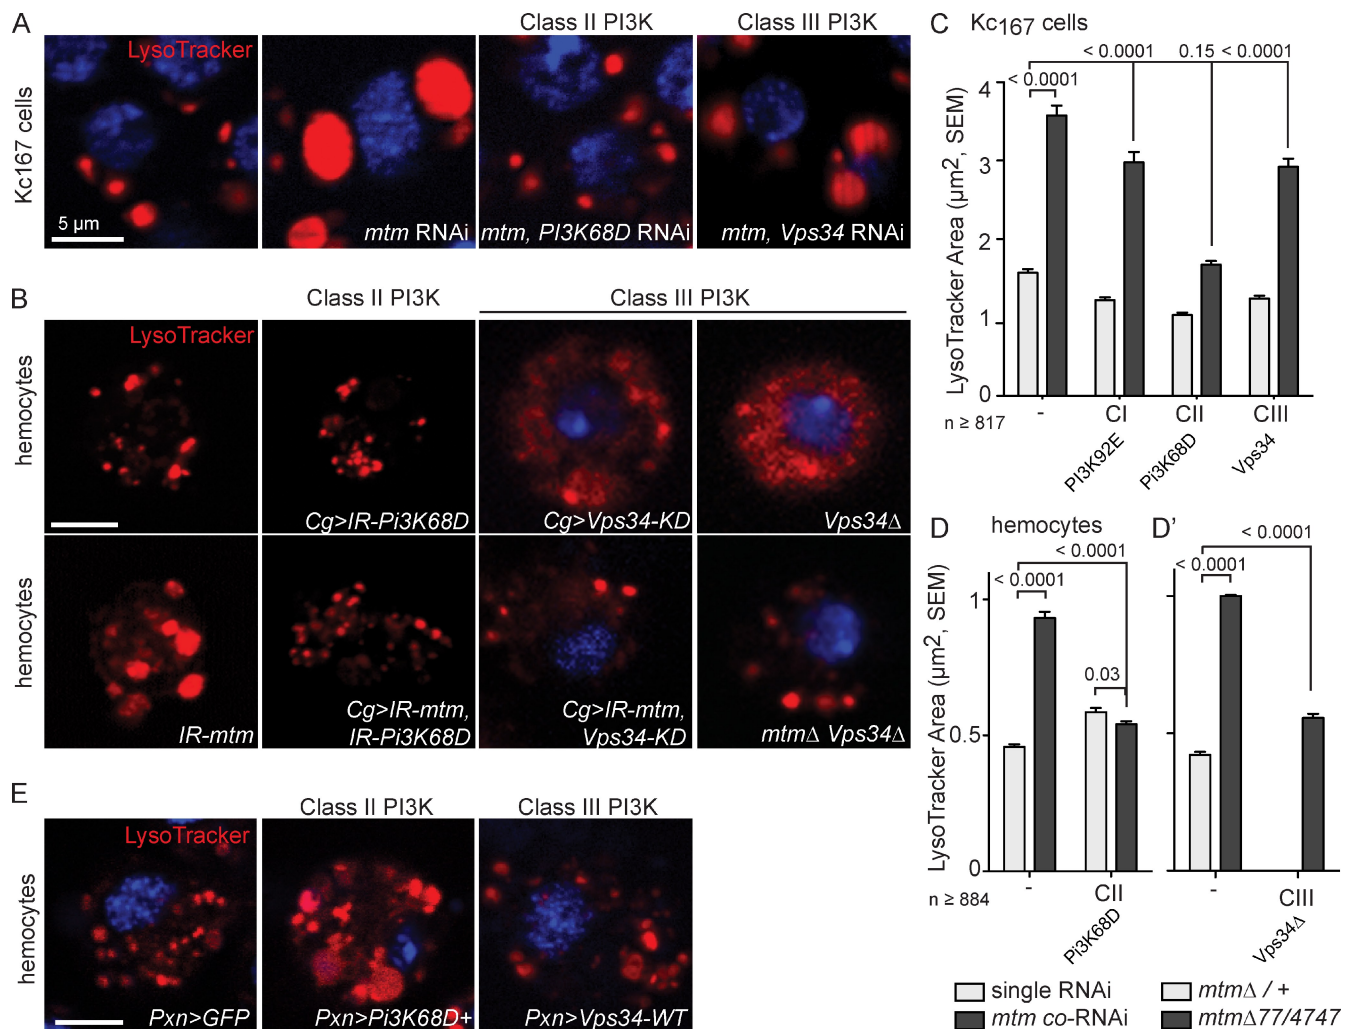 A
Class II PI3K
Class III PI3K
Kc167 cells
LysoTracker
5 µm
mtm RNAi
mtm, PI3K68D RNAi
mtm, Vps34 RNAi
B
Class II PI3K
Class III PI3K
hemocytes
LysoTracker
Cg>IR-Pi3K68D
Cg>Vps34-KD
Vps34Δ
hemocytes
IR-mtm
Cg>IR-mtm,
IR-Pi3K68D
Cg>IR-mtm,
Vps34-KD
mtmΔ Vps34Δ
E
Class II PI3K
Class III PI3K
hemocytes
LysoTracker
Pxn>GFP
Pxn>Pi3K68D+
Pxn>Vps34-WT
C Kc167 cells
< 0.0001 0.15 < 0.0001
< 0.0001
LysoTracker Area (µm2, SEM)
4
3
2
1
0
- CI CII CIII
n ≥ 817
PI3K92E
Pi3K68D
Vps34
D hemocytes
D'
< 0.0001
< 0.0001
< 0.0001
< 0.0001
0.03
LysoTracker Area (µm2, SEM)
1
0.5
0
- CII
- CIII
n ≥ 884
Pi3K68D
Vps34Δ
single RNAi
mtm co-RNAi
mtmΔ / +
mtmΔ77/4747